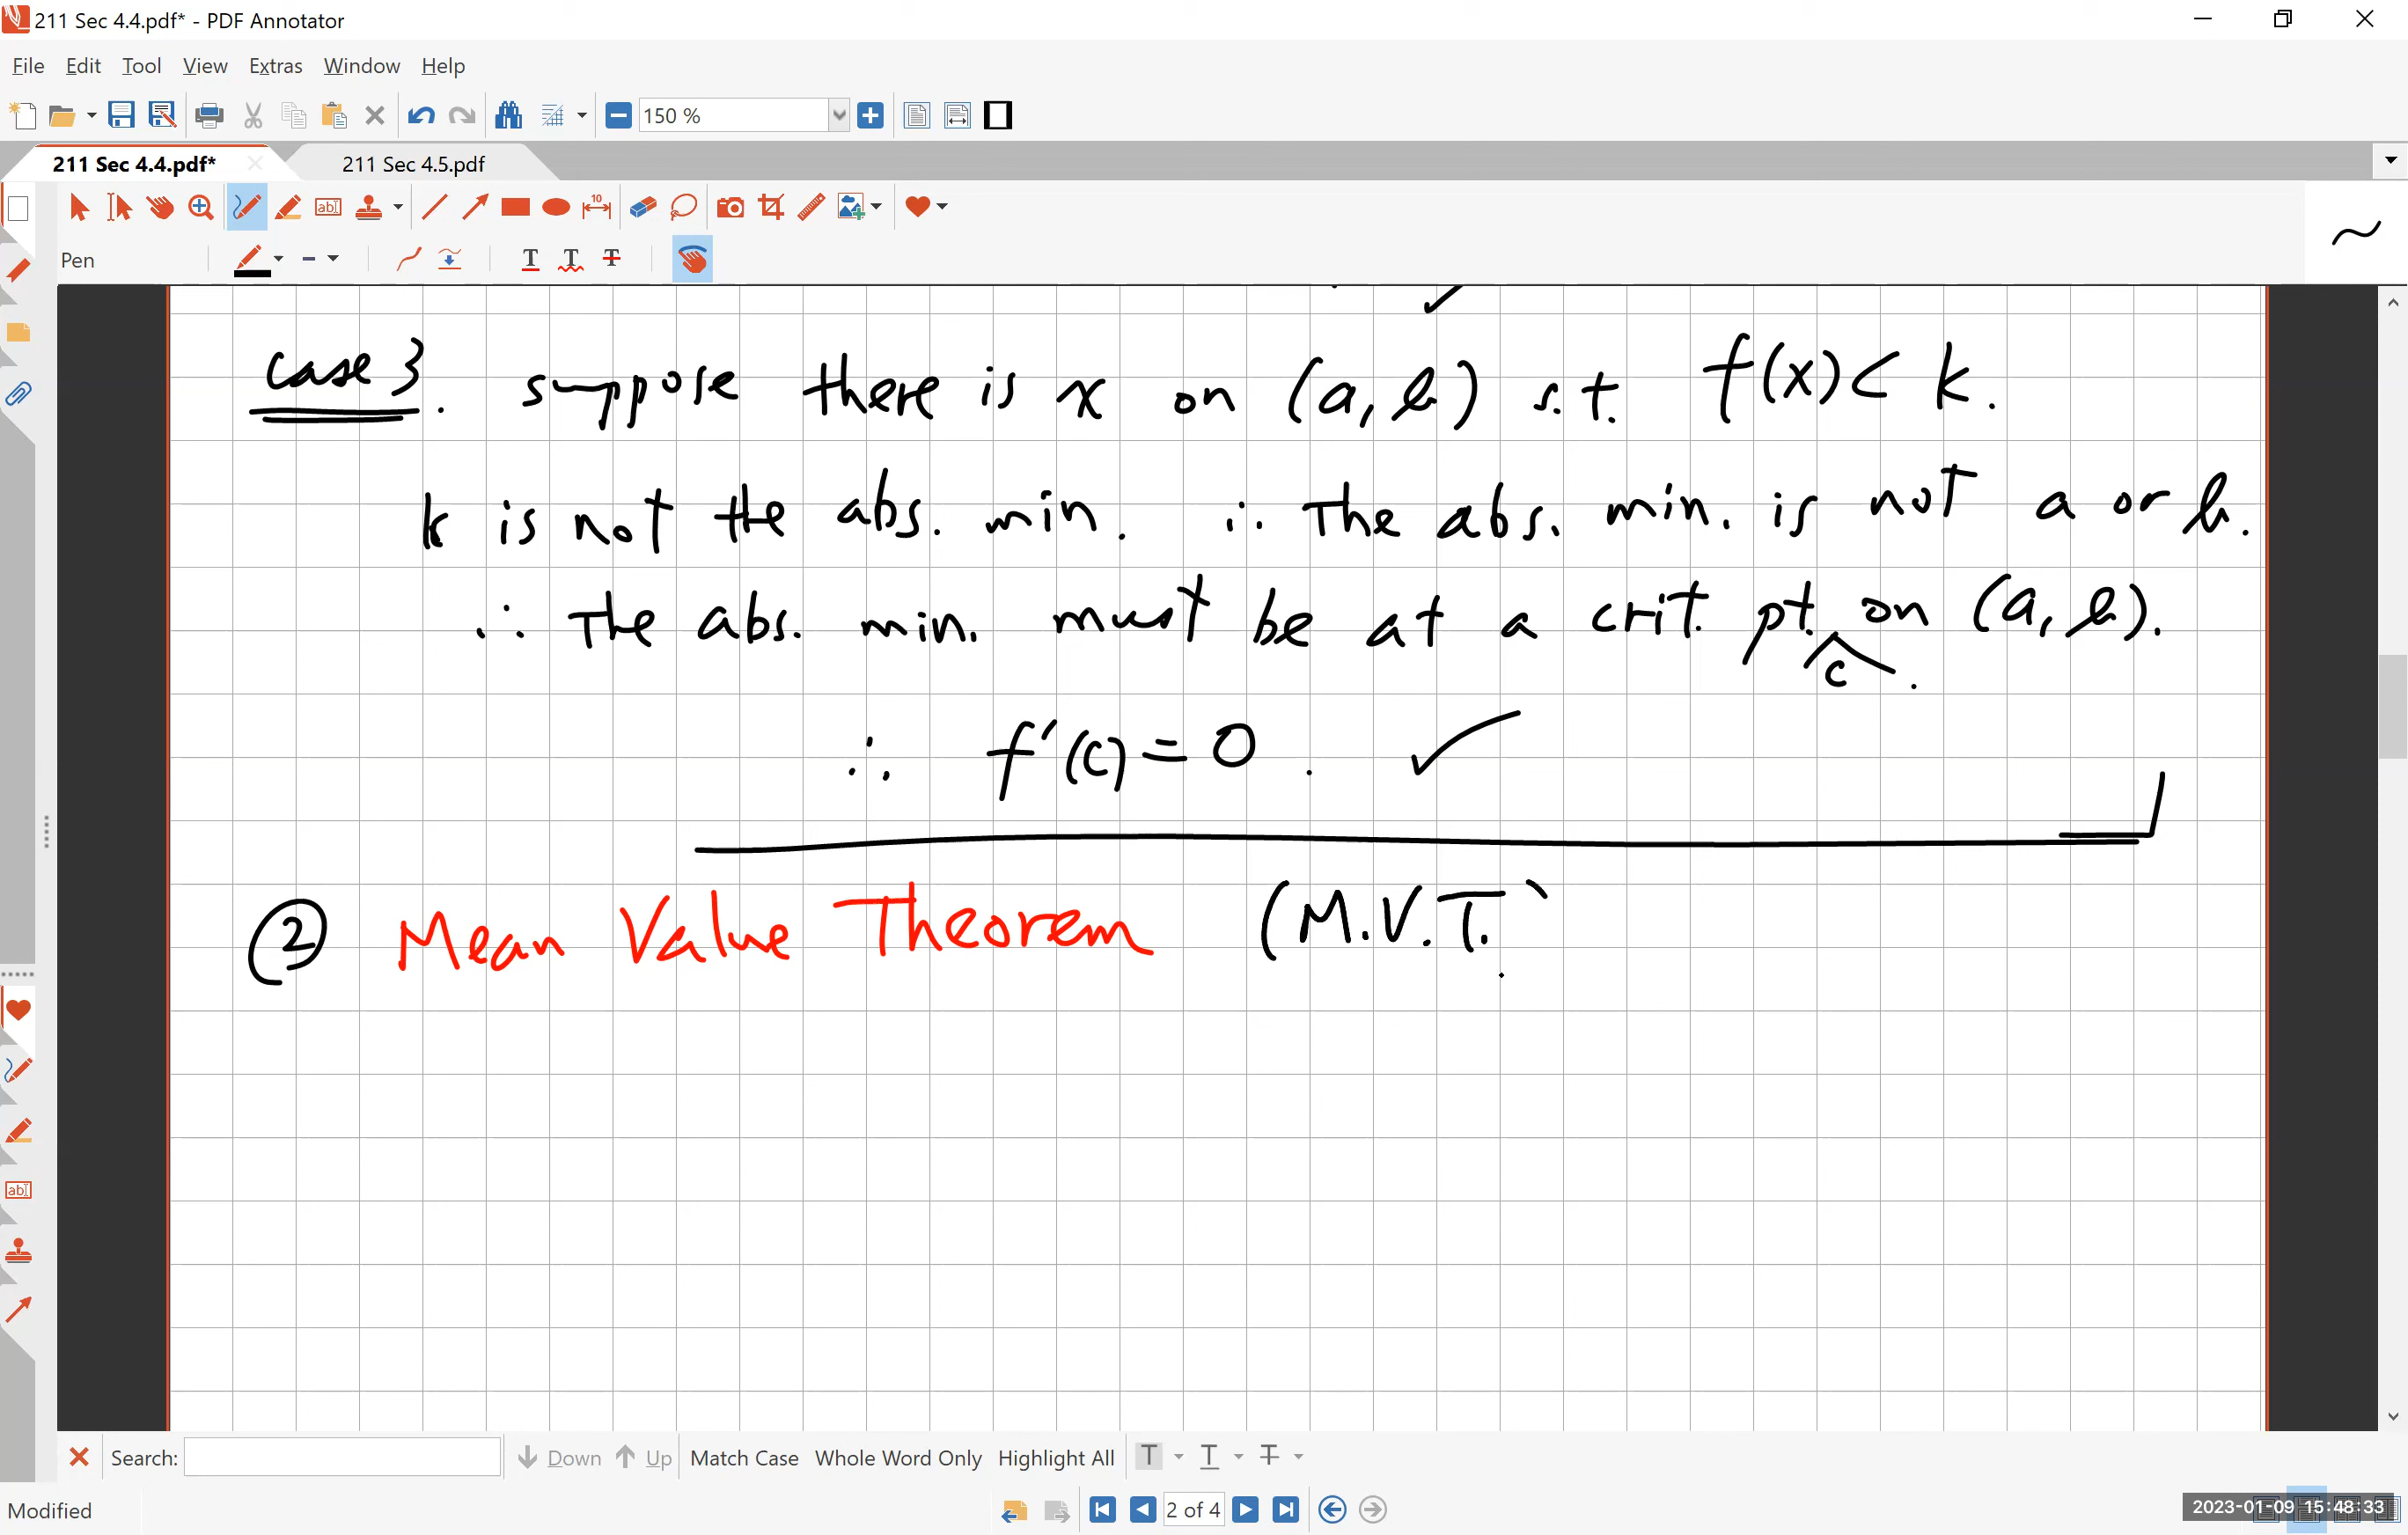 211 Sec 4.4.pdf* - PDF Annotator
File Edit Tool View Extras Window Help
150 %
211 Sec 4.4.pdf* 211 Sec 4.5.pdf
Pen
case 3. suppose there is x on (a, b) s.t. f(x) < k.
k is not the abs. min. ∴ The abs. min. is not a or b.
∴ The abs. min. must be at a crit. pt. on (a, b).
c
∴ f'(c) = 0. ✓
② Mean Value Theorem (M.V.T.
Search: Down Up Match Case Whole Word Only Highlight All
Modified 2 of 4 2023-01-09 15:48:33